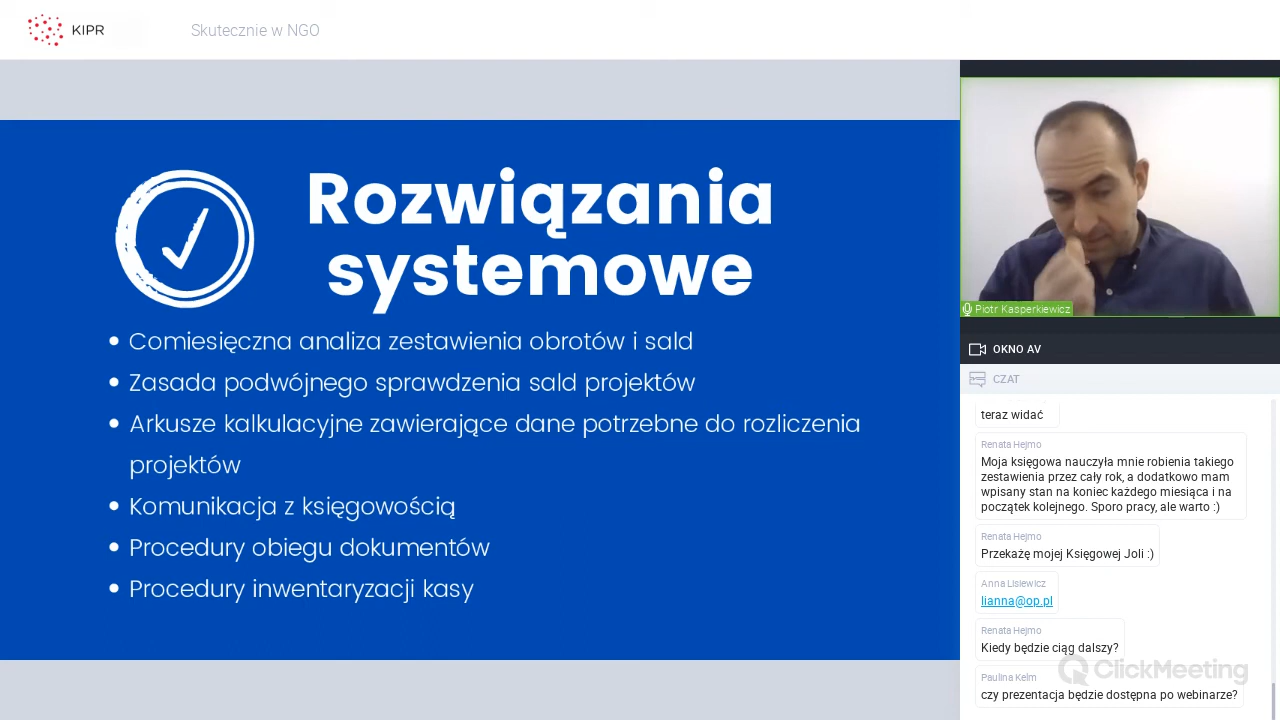 KIPR
Skutecznie w NGO
Rozwiązania
systemowe
Comiesięczna analiza zestawienia obrotów i sald
Zasada podwójnego sprawdzenia sald projektów
Arkusze kalkulacyjne zawierające dane potrzebne do rozliczenia
projektów
Komunikacja z księgowością
Procedury obiegu dokumentów
Procedury inwentaryzacji kasy
Piotr Kasperkiewicz
OKNO AV
CZAT
teraz widać
Renata Hejmo
Moja księgowa nauczyła mnie robienia takiego
zestawienia przez cały rok, a dodatkowo mam
wpisany stan na koniec każdego miesiąca i na
początek kolejnego. Sporo pracy, ale warto :)
Renata Hejmo
Przekażę mojej Księgowej Joli :)
Anna Lisiewicz
lianna@op.pl
Renata Hejmo
Kiedy będzie ciąg dalszy?
ClickMeeting
Paulina Kelm
czy prezentacja będzie dostępna po webinarze?